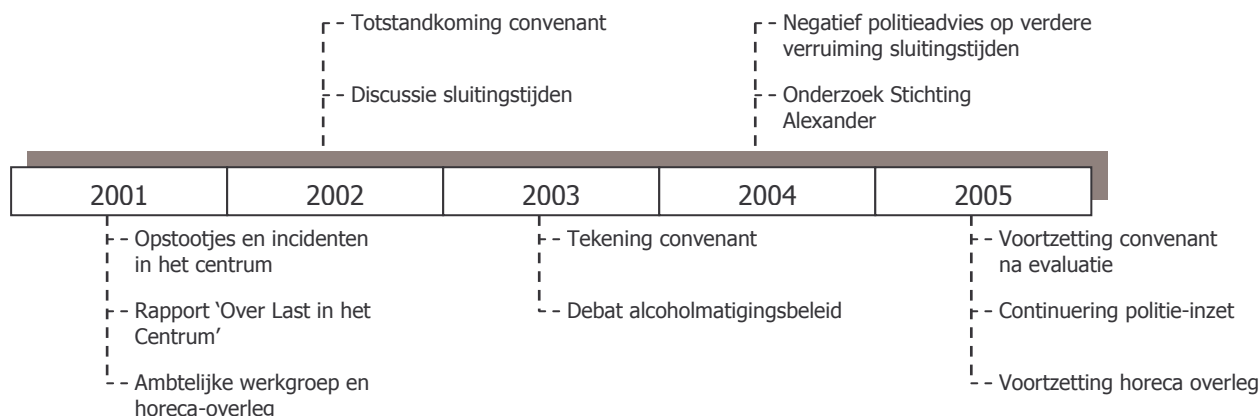 Totstandkoming convenant
Discussie sluitingstijden
Negatief politieadvies op verdere
verruiming sluitingstijden
Onderzoek Stichting
Alexander
2001
2002
2003
2004
2005
Opstootjes en incidenten
in het centrum
Rapport ‘Over Last in het
Centrum’
Ambtelijke werkgroep en
horeca-overleg
Tekening convenant
Debat alcoholmatigingsbeleid
Voortzetting convenant
na evaluatie
Continuering politie-inzet
Voortzetting horeca overleg